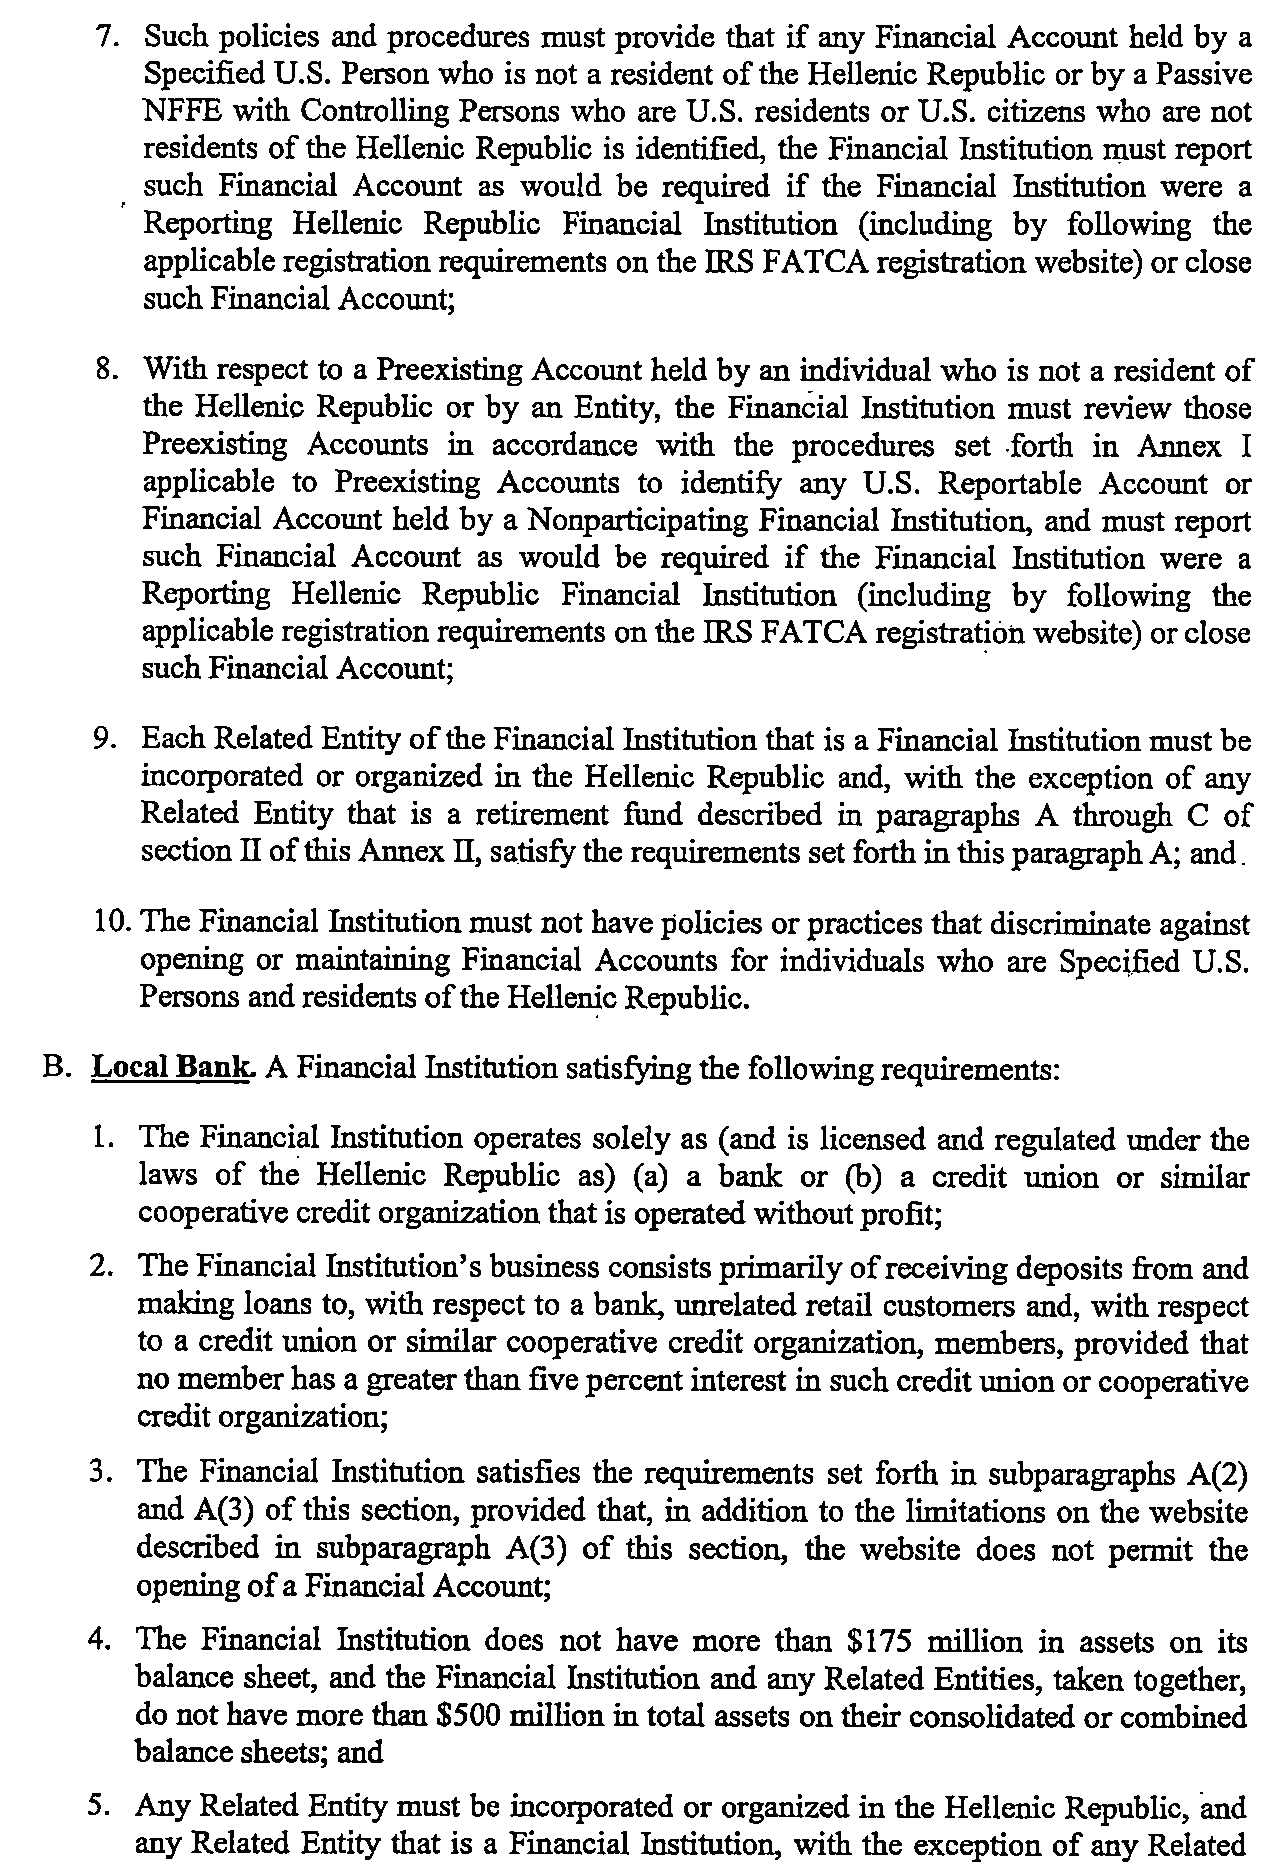 7. Such policies and procedures must provide that if any Financial Account held by a
Specified U.S. Person who is not a resident of the Hellenic Republic or by a Passive
NFFE with Controlling Persons who are U.S. residents or U.S. citizens who are not
residents of the Hellenic Republic is identified, the Financial Institution must report
such Financial Account as would be required if the Financial Institution were a
Reporting Hellenic Republic Financial Institution (including by following the
applicable registration requirements on the IRS FATCA registration website) or close
such Financial Account;
8. With respect to a Preexisting Account held by an individual who is not a resident of
the Hellenic Republic or by an Entity, the Financial Institution must review those
Preexisting Accounts in accordance with the procedures set forth in Annex I
applicable to Preexisting Accounts to identify any U.S. Reportable Account or
Financial Account held by a Nonparticipating Financial Institution, and must report
such Financial Account as would be required if the Financial Institution were a
Reporting Hellenic Republic Financial Institution (including by following the
applicable registration requirements on the IRS FATCA registration website) or close
such Financial Account;
9. Each Related Entity of the Financial Institution that is a Financial Institution must be
incorporated or organized in the Hellenic Republic and, with the exception of any
Related Entity that is a retirement fund described in paragraphs A through C of
section II of this Annex II, satisfy the requirements set forth in this paragraph A; and
10. The Financial Institution must not have policies or practices that discriminate against
opening or maintaining Financial Accounts for individuals who are Specified U.S.
Persons and residents of the Hellenic Republic.
B. Local Bank. A Financial Institution satisfying the following requirements:
1. The Financial Institution operates solely as (and is licensed and regulated under the
laws of the Hellenic Republic as) (a) a bank or (b) a credit union or similar
cooperative credit organization that is operated without profit;
2. The Financial Institution's business consists primarily of receiving deposits from and
making loans to, with respect to a bank, unrelated retail customers and, with respect
to a credit union or similar cooperative credit organization, members, provided that
no member has a greater than five percent interest in such credit union or cooperative
credit organization;
3. The Financial Institution satisfies the requirements set forth in subparagraphs A(2)
and A(3) of this section, provided that, in addition to the limitations on the website
described in subparagraph A(3) of this section, the website does not permit the
opening of a Financial Account;
4. The Financial Institution does not have more than $175 million in assets on its
balance sheet, and the Financial Institution and any Related Entities, taken together,
do not have more than $500 million in total assets on their consolidated or combined
balance sheets; and
5. Any Related Entity must be incorporated or organized in the Hellenic Republic, and
any Related Entity that is a Financial Institution, with the exception of any Related